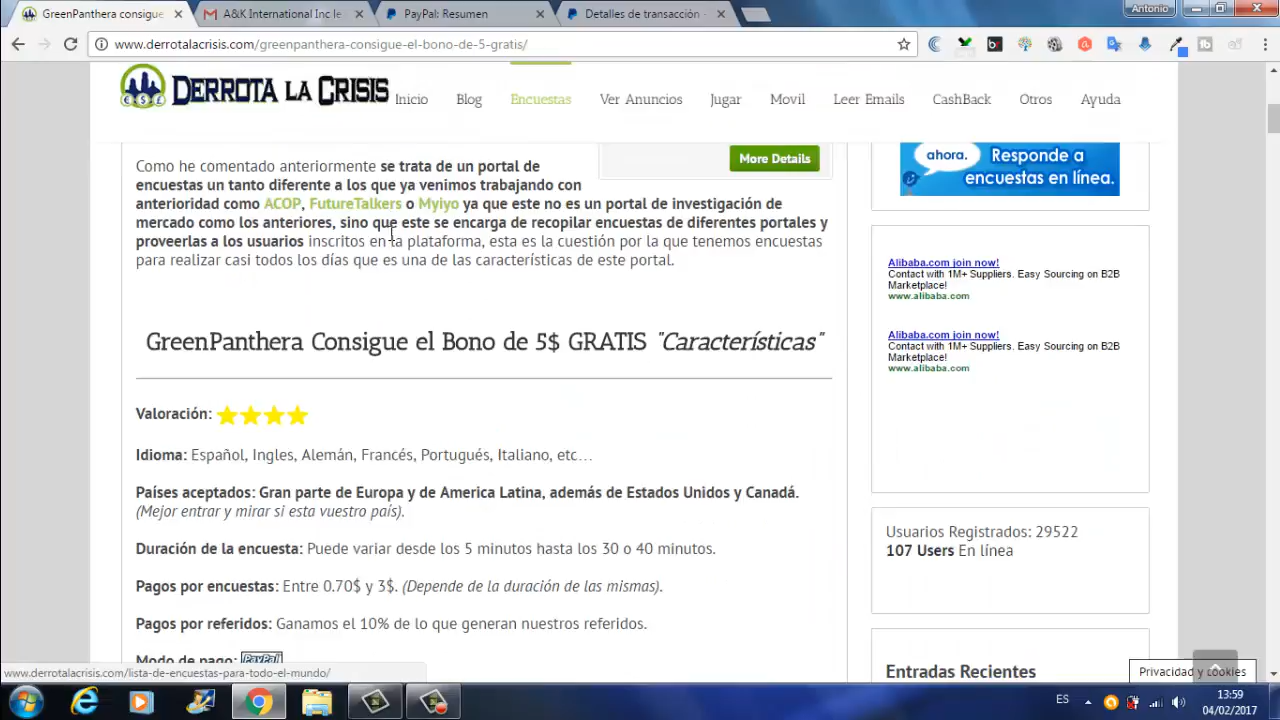 GreenPanthera consigue
A&K International Inc le
PayPal: Resumen
Detalles de transacción
Antonio
www.derrotalacrisis.com/greenpanthera-consigue-el-bono-de-5-gratis/
DERROTA LA CRISIS
Inicio
Blog
Encuestas
Ver Anuncios
Jugar
Movil
Leer Emails
CashBack
Otros
Ayuda
More Details
Como he comentado anteriormente se trata de un portal de
encuestas un tanto diferente a los que ya venimos trabajando con
anterioridad como ACOP, FutureTalkers o Myiyo ya que este no es un portal de investigación de
mercado como los anteriores, sino que este se encarga de recopilar encuestas de diferentes portales y
proveerlas a los usuarios inscritos en la plataforma, esta es la cuestión por la que tenemos encuestas
para realizar casi todos los días que es una de las características de este portal.
GreenPanthera Consigue el Bono de 5$ GRATIS "Características"
Valoración:
Idioma: Español, Ingles, Alemán, Francés, Portugués, Italiano, etc…
Países aceptados: Gran parte de Europa y de America Latina, además de Estados Unidos y Canadá.
(Mejor entrar y mirar si esta vuestro país).
Duración de la encuesta: Puede variar desde los 5 minutos hasta los 30 o 40 minutos.
Pagos por encuestas: Entre 0.70$ y 3$. (Depende de la duración de las mismas).
Pagos por referidos: Ganamos el 10% de lo que generan nuestros referidos.
Modo de pago: PayPal
ahora.
Responde a
encuestas en línea.
Alibaba.com join now!
Contact with 1M+ Suppliers. Easy Sourcing on B2B
Marketplace!
www.alibaba.com
Alibaba.com join now!
Contact with 1M+ Suppliers. Easy Sourcing on B2B
Marketplace!
www.alibaba.com
Usuarios Registrados: 29522
107 Users En línea
Entradas Recientes
Privacidad y cookies
www.derrotalacrisis.com/lista-de-encuestas-para-todo-el-mundo/
ES
13:59
04/02/2017